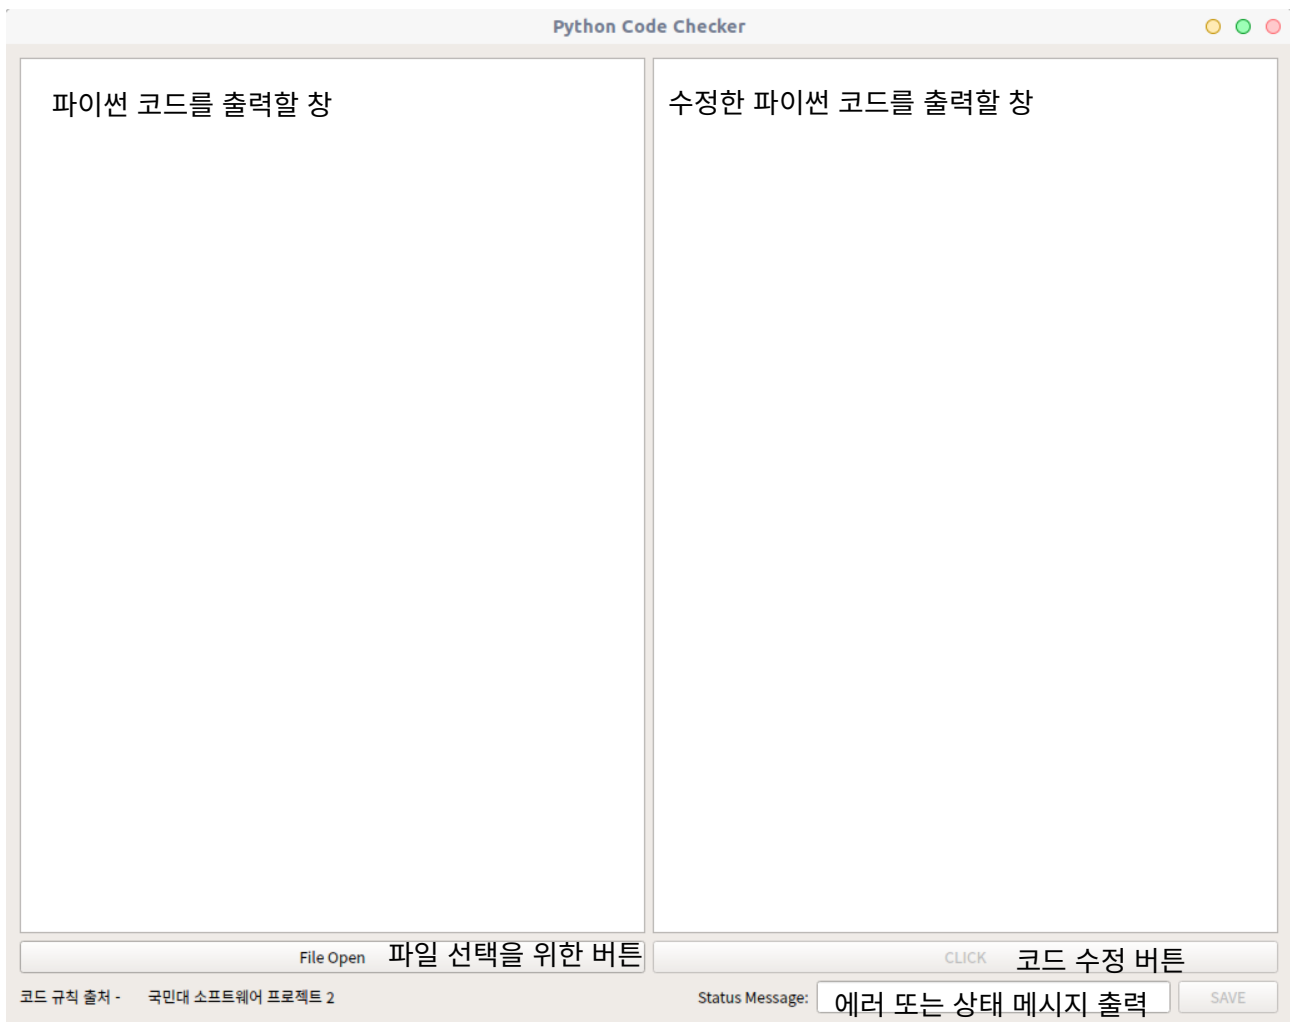 Python Code Checker
파이썬 코드를 출력할 창
수정한 파이썬 코드를 출력할 창
File Open
파일 선택을 위한 버튼
CLICK
코드 수정 버튼
코드 규칙 출처 -
국민대 소프트웨어 프로젝트 2
Status Message:
에러 또는 상태 메시지 출력
SAVE